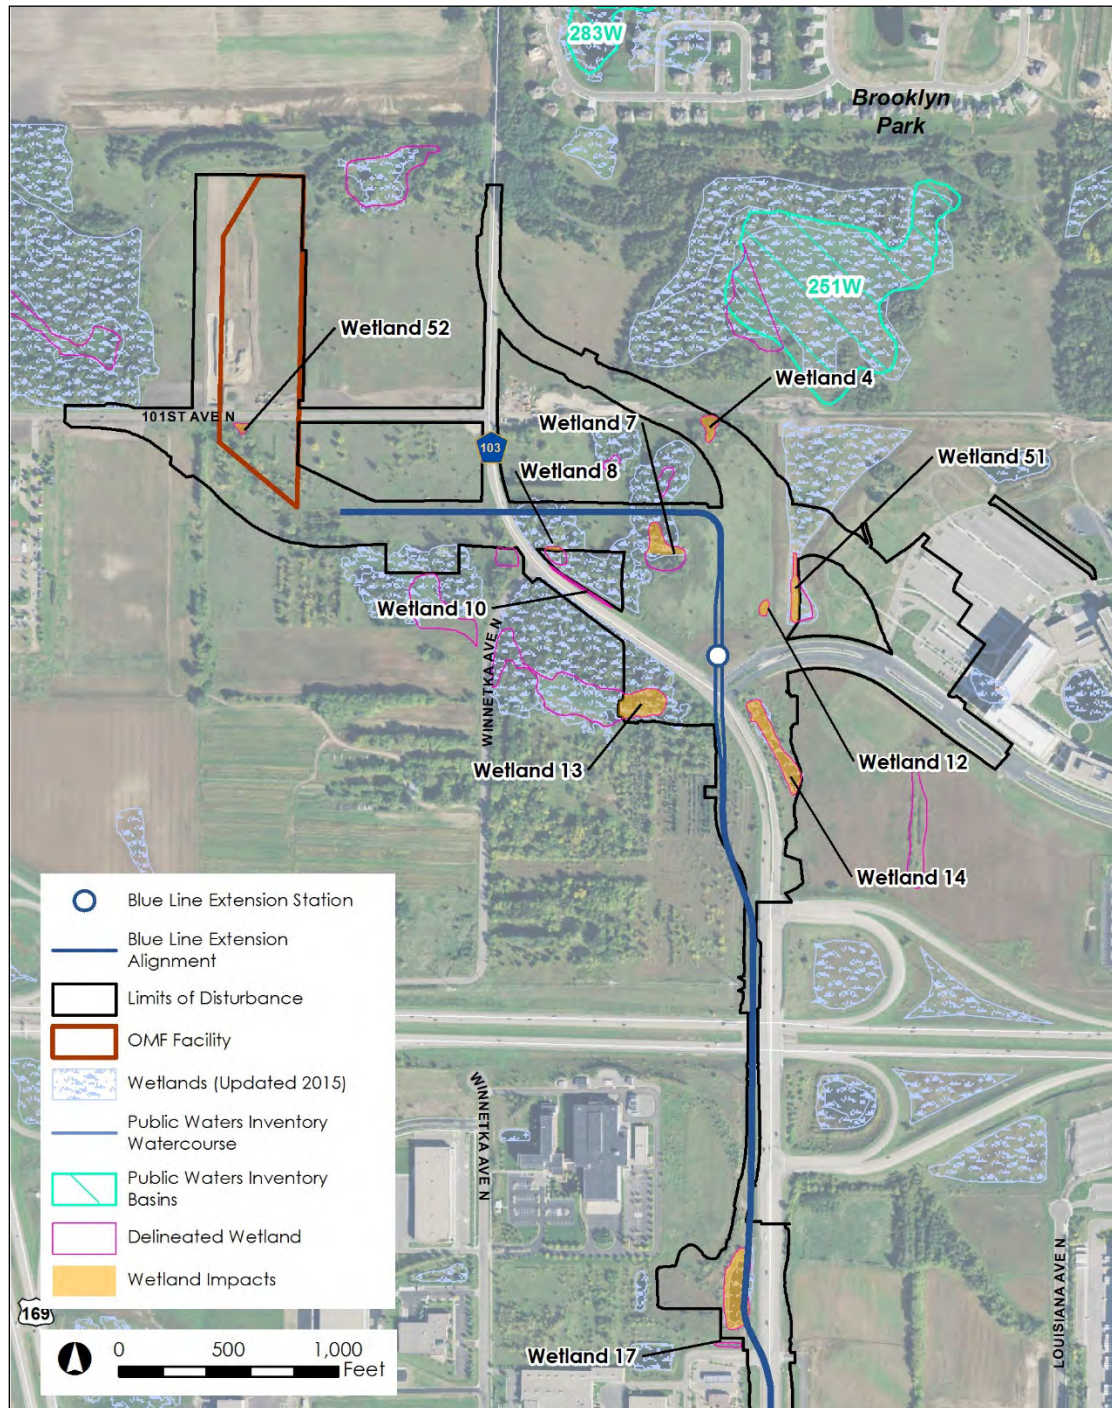 283W
Brooklyn
Park
251W
Wetland 52
Wetland 4
101ST AVE N
Wetland 7
103
Wetland 8
Wetland 51
Wetland 10
WINNETKA AVE N
Wetland 13
Wetland 12
Wetland 14
Blue Line Extension Station
Blue Line Extension
Alignment
Limits of Disturbance
OMF Facility
Wetlands (Updated 2015)
Public Waters Inventory
Watercourse
Public Waters Inventory
Basins
Delineated Wetland
Wetland Impacts
WINNETKA AVE N
LOUISIANA AVE N
169
0 500 1,000
Feet
Wetland 17